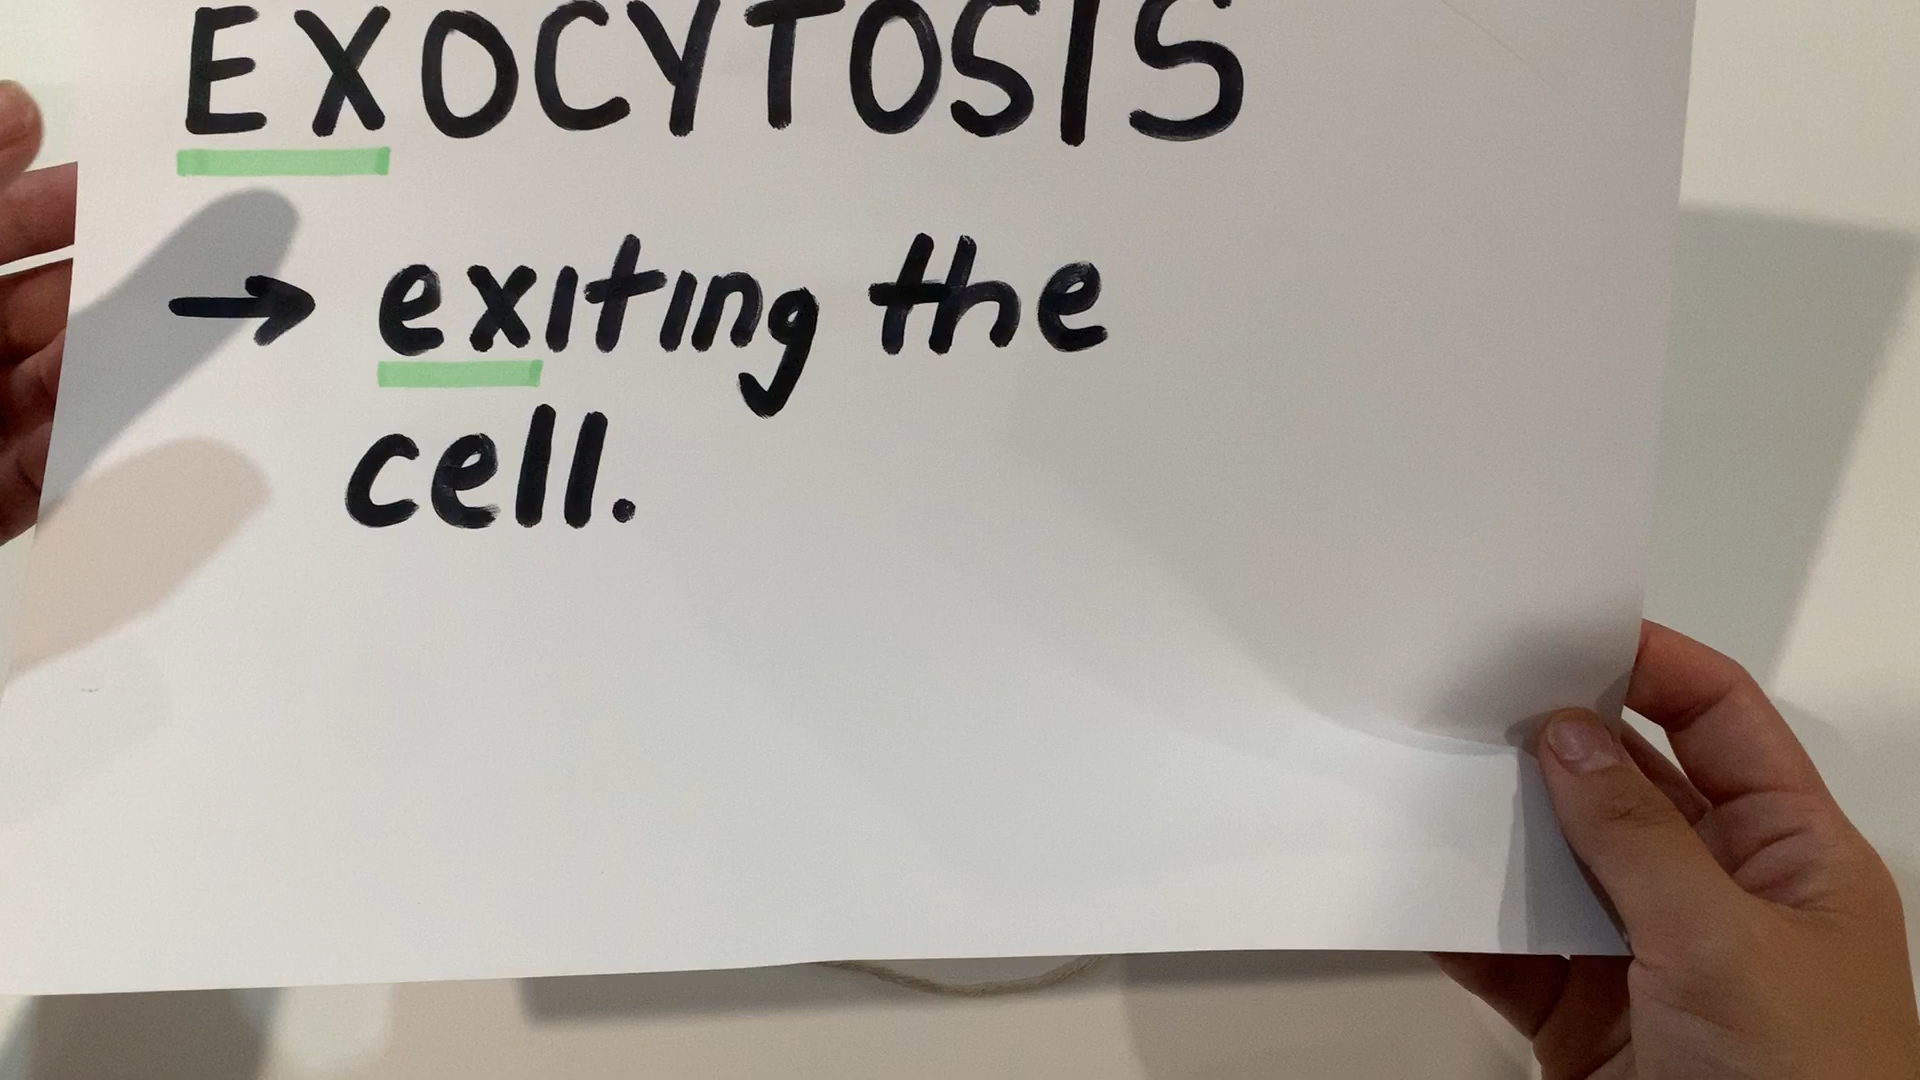 EXOCYTOSIS
→ exiting the
cell.